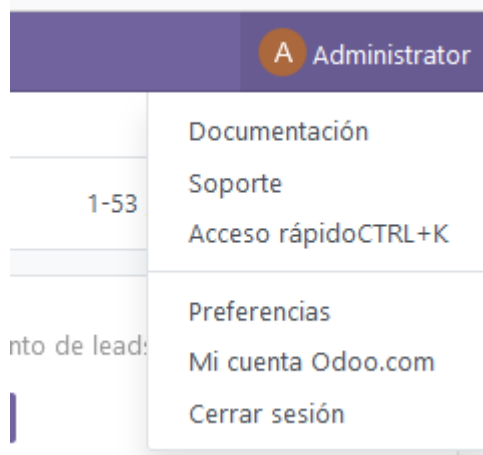 A Administrator
Documentación
Soporte
1-53
Acceso rápidoCTRL+K
Preferencias
nto de leads
Mi cuenta Odoo.com
Cerrar sesión